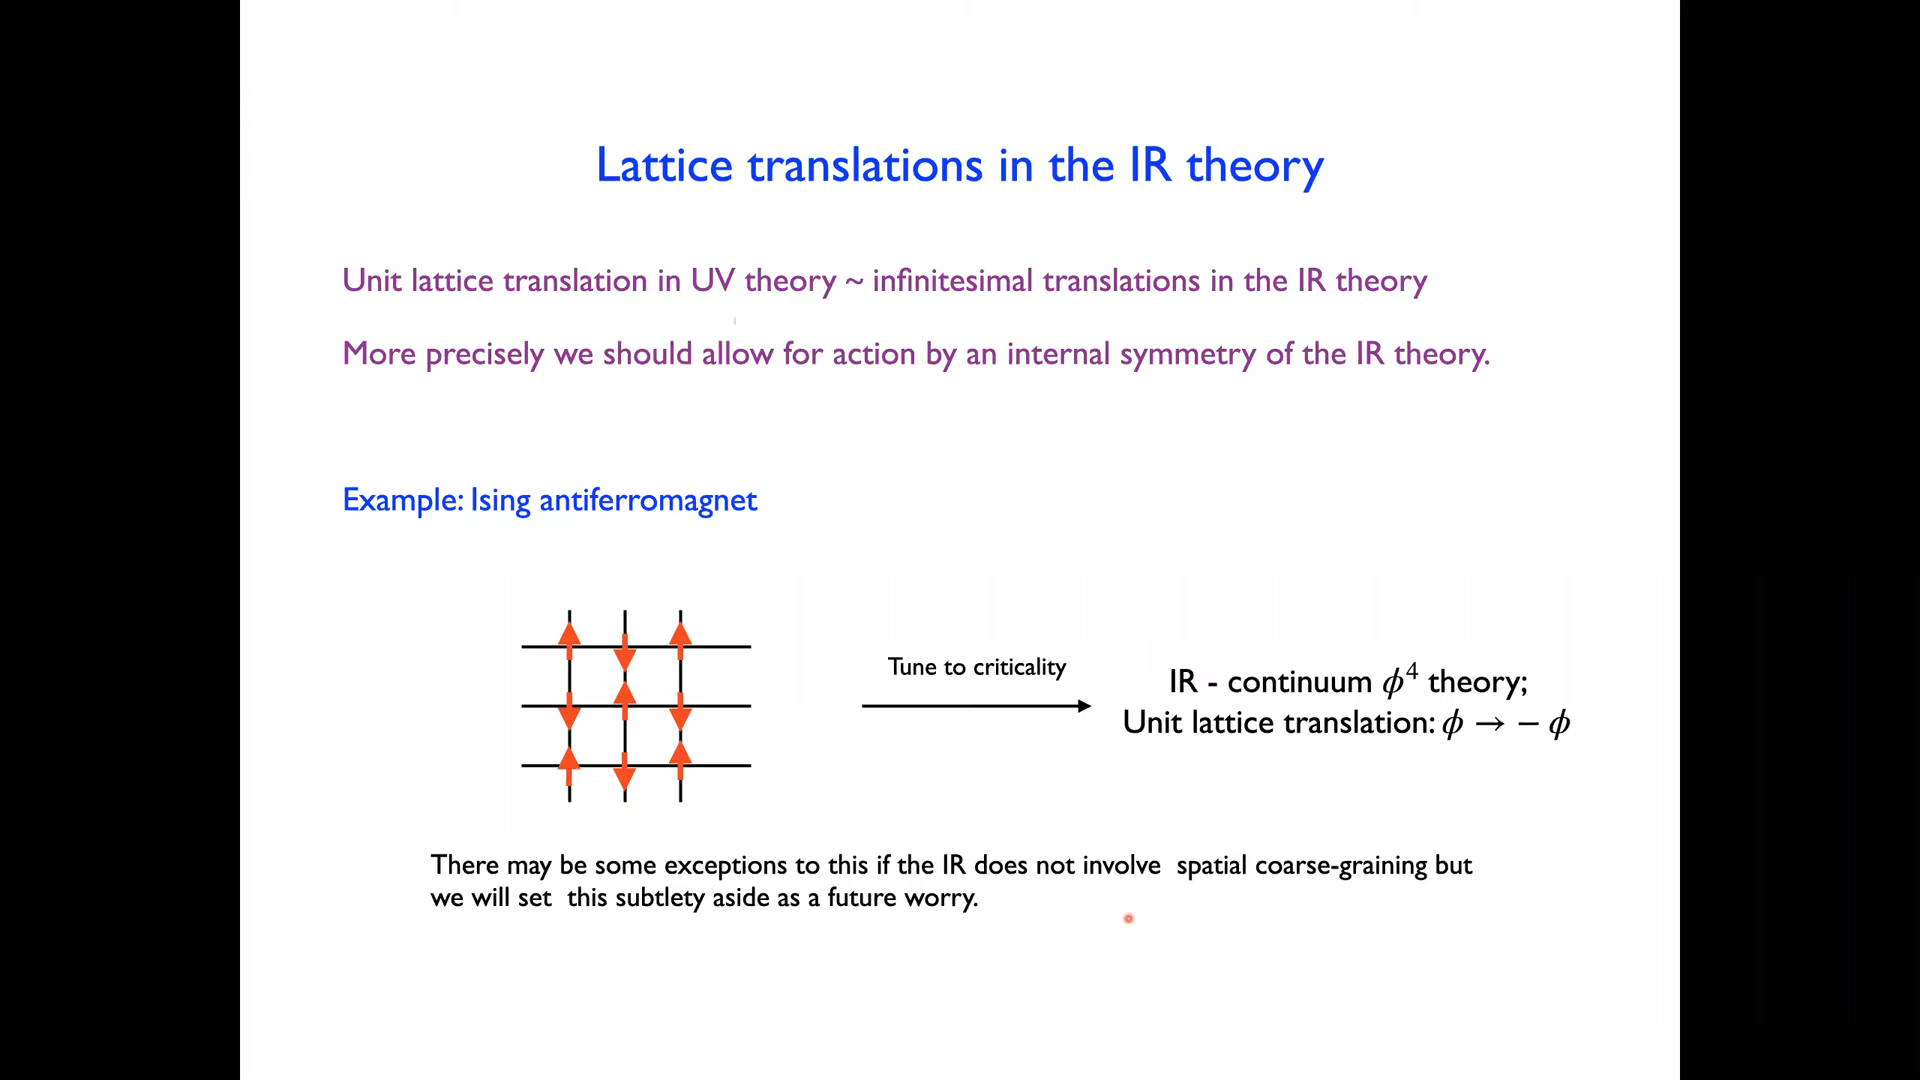 Lattice translations in the IR theory
Unit lattice translation in UV theory ~ infinitesimal translations in the IR theory
More precisely we should allow for action by an internal symmetry of the IR theory.
Example: Ising antiferromagnet
Tune to criticality
IR - continuum ϕ⁴ theory;
Unit lattice translation: ϕ → − ϕ
There may be some exceptions to this if the IR does not involve spatial coarse-graining but
we will set this subtlety aside as a future worry.